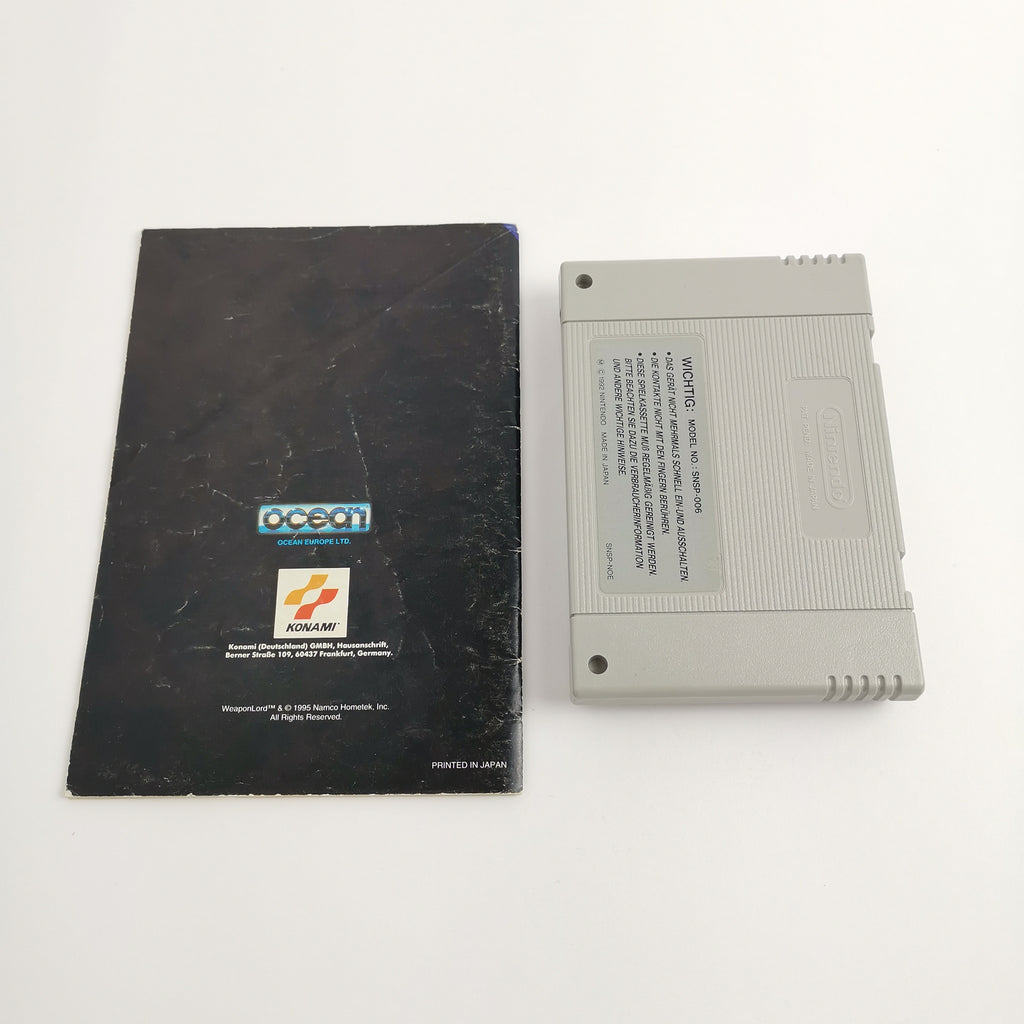 ocean
OCEAN EUROPE LTD.
KONAMI
Konami (Deutschland) GMBH, Hausanschrift,
Berner Straße 109, 60437 Frankfurt, Germany.
WeaponLord™ & © 1995 Namco Hometek, Inc.
All Rights Reserved.
PRINTED IN JAPAN
WICHTIG: MODEL NO.: SNSP-006
• DAS GERÄT NICHT MEHRMALS SCHNELL EIN-UND AUSSCHALTEN.
• DIE KONTAKTE NICHT MIT DEN FINGERN BERÜHREN.
• DIESE SPIELKASSETTE MUß REGELMÄßIG GEREINIGT WERDEN.
BITTE BEACHTEN SIE DAZU DIE VERBRAUCHERINFORMATION
UND ANDERE WICHTIGE HINWEISE.
Ⓜ © 1992 NINTENDO MADE IN JAPAN SNSP-NOE
Nintendo
MADE IN JAPAN